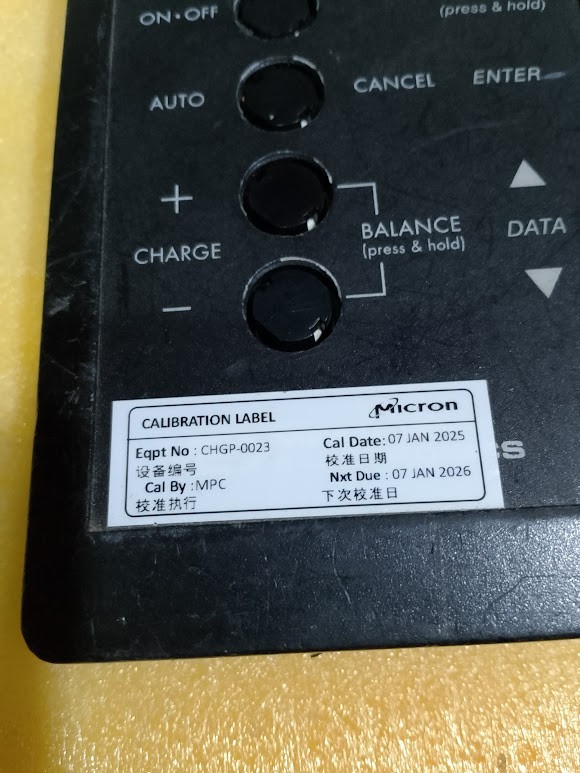 ON•OFF
(press & hold)
AUTO
CANCEL
ENTER
+
BALANCE
(press & hold)
CHARGE
DATA
−
CALIBRATION LABEL
Micron
Eqpt No : CHGP-0023
设备编号
Cal By :MPC
校准执行
Cal Date: 07 JAN 2025
校准日期
Nxt Due : 07 JAN 2026
下次校准日